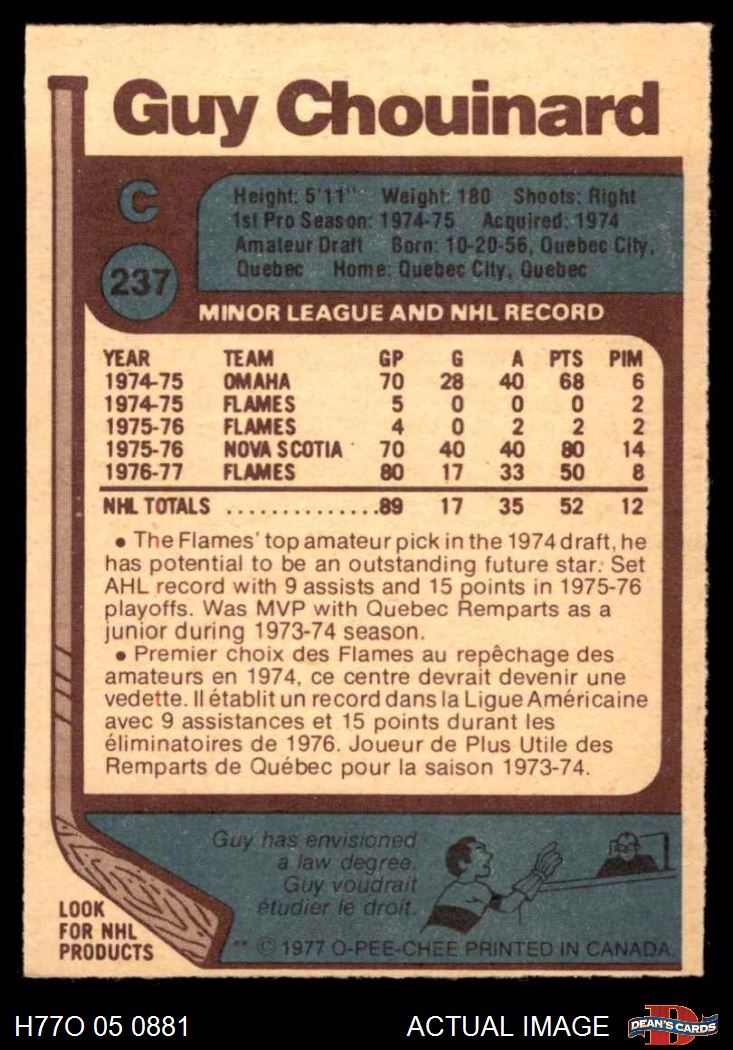 Guy Chouinard
C
237
Height: 5'11" Weight: 180 Shoots: Right
1st Pro Season: 1974-75 Acquired: 1974
Amateur Draft Born: 10-20-56, Quebec City,
Quebec Home: Quebec City, Quebec
MINOR LEAGUE AND NHL RECORD
YEAR TEAM GP G A PTS PIM
1974-75 OMAHA 70 28 40 68 6
1974-75 FLAMES 5 0 0 0 2
1975-76 FLAMES 4 0 2 2 2
1975-76 NOVA SCOTIA 70 40 40 80 14
1976-77 FLAMES 80 17 33 50 8
NHL TOTALS ..............89 17 35 52 12
• The Flames' top amateur pick in the 1974 draft, he
has potential to be an outstanding future star. Set
AHL record with 9 assists and 15 points in 1975-76
playoffs. Was MVP with Quebec Remparts as a
junior during 1973-74 season.
• Premier choix des Flames au repêchage des
amateurs en 1974, ce centre devrait devenir une
vedette. Il établit un record dans la Ligue Américaine
avec 9 assistances et 15 points durant les
éliminatoires de 1976. Joueur de Plus Utile des
Remparts de Québec pour la saison 1973-74.
Guy has envisioned
a law degree.
Guy voudrait
étudier le droit.
LOOK
FOR NHL
PRODUCTS
** © 1977 O-PEE-CHEE PRINTED IN CANADA
H77O 05 0881 ACTUAL IMAGE DEAN'S CARDS